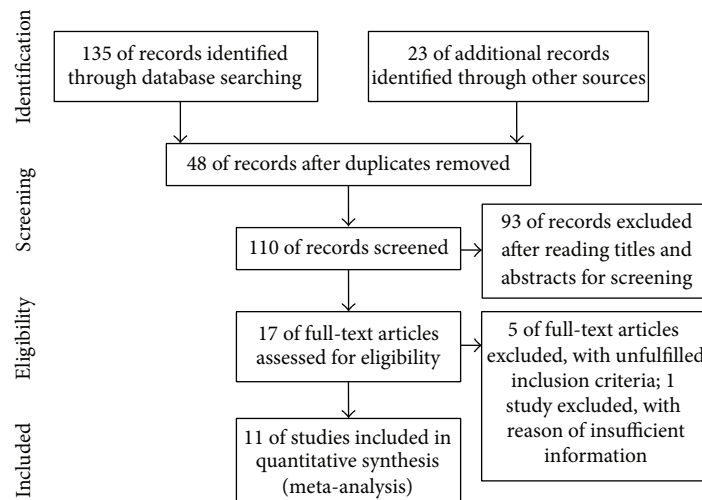 Identification
135 of records identified
through database searching
23 of additional records
identified through other sources
48 of records after duplicates removed
Screening
110 of records screened
93 of records excluded
after reading titles and
abstracts for screening
Eligibility
17 of full-text articles
assessed for eligibility
5 of full-text articles
excluded, with unfulfilled
inclusion criteria; 1
study excluded, with
reason of insufficient
information
Included
11 of studies included in
quantitative synthesis
(meta-analysis)